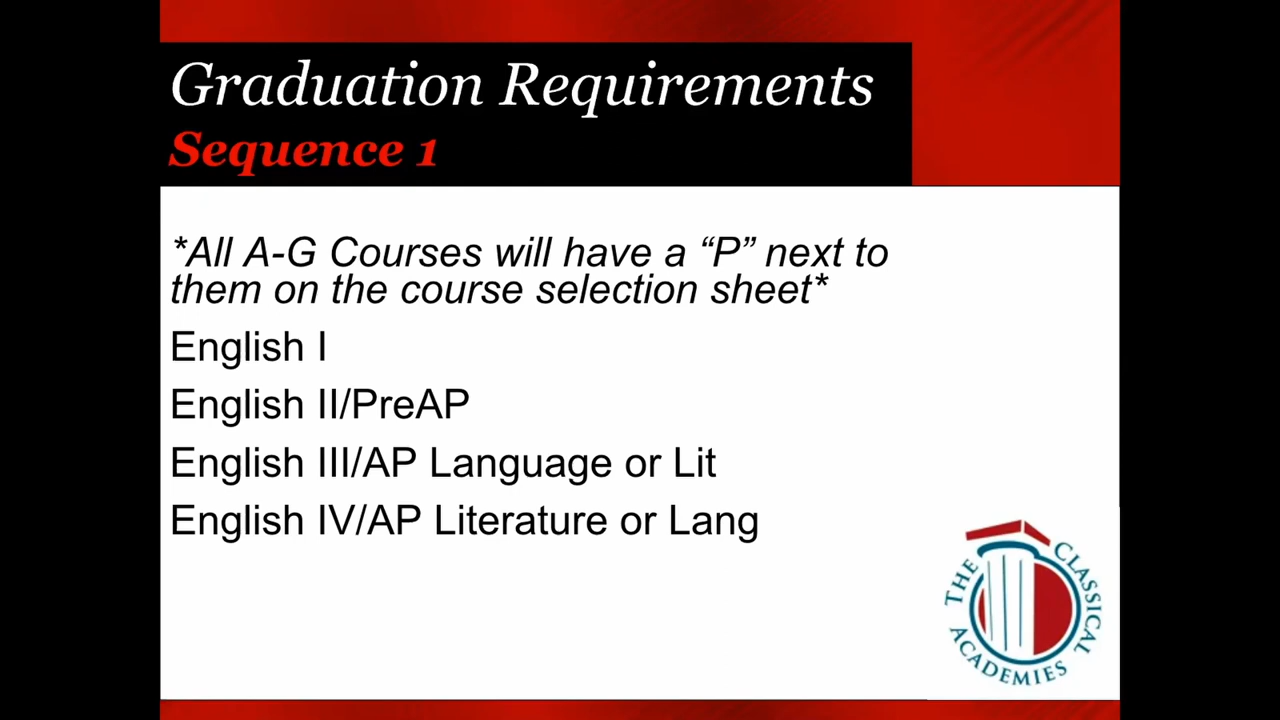 Graduation Requirements
Sequence 1
*All A-G Courses will have a “P” next to
them on the course selection sheet*
English I
English II/PreAP
English III/AP Language or Lit
English IV/AP Literature or Lang
THE CLASSICAL ACADEMIES